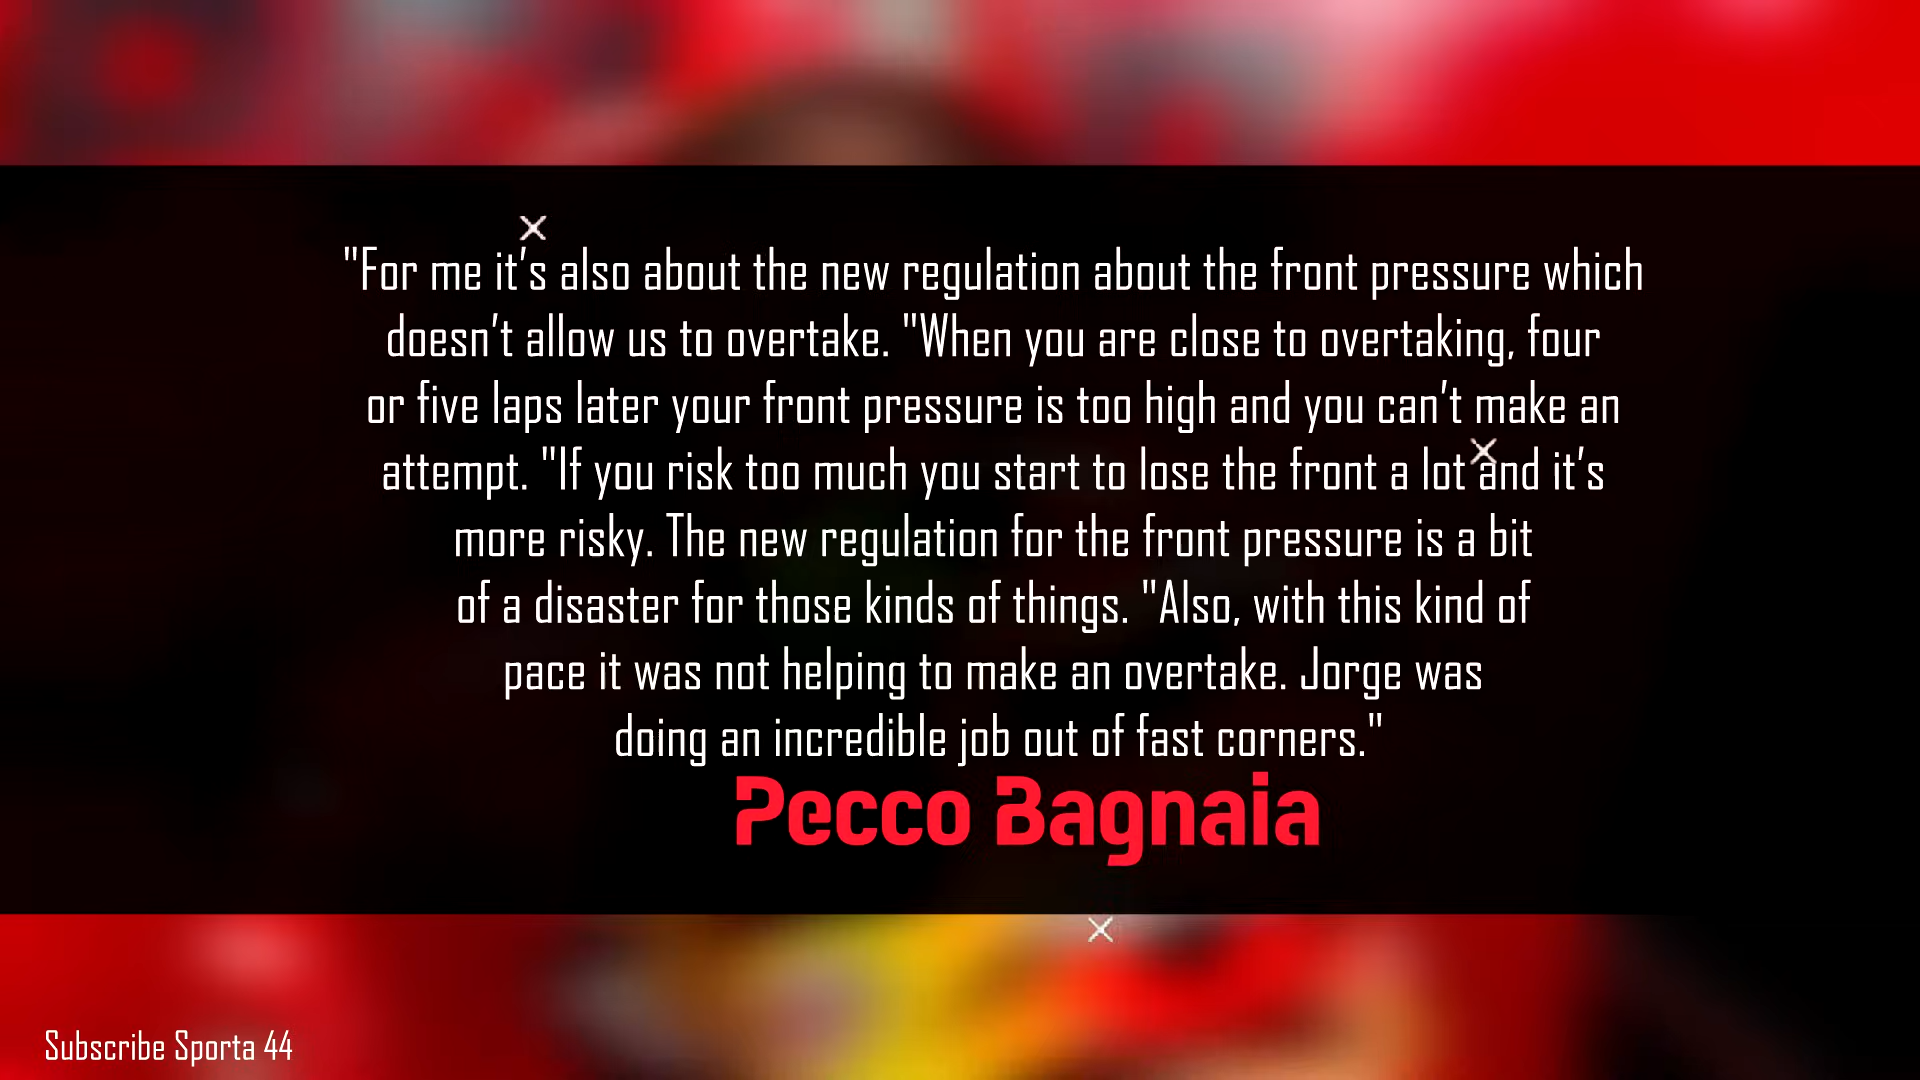 "For me it's also about the new regulation about the front pressure which
doesn't allow us to overtake. "When you are close to overtaking, four
or five laps later your front pressure is too high and you can't make an
attempt. "If you risk too much you start to lose the front a lot and it's
more risky. The new regulation for the front pressure is a bit
of a disaster for those kinds of things. "Also, with this kind of
pace it was not helping to make an overtake. Jorge was
doing an incredible job out of fast corners."
Pecco Bagnaia
Subscribe Sporta 44